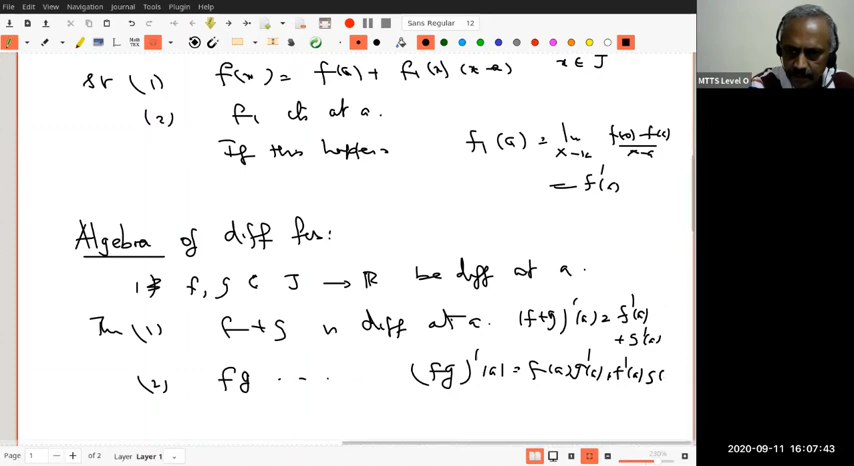 File Edit View Navigation Journal Tools Plugin Help
Sans Regular 12
MTTS Level 0
st (1) f(x) = f(a) + f₁(x) (x-a) x ∈ J
(2) f₁ cts at a.
If this happens f₁(a) = lim x→a f(x)-f(a) / x-a
= f'(a)
Algebra of diff fns:
f, g : J → ℝ be diff at a.
Then (1) f+g is diff at a. (f+g)'(a) = f'(a)
+ g'(a)
(2) fg . . . (fg)'(a) = f(a)g'(a) + f'(a) g(
2020-09-11 16:07:43
Page 1 of 2 Layer Layer 1 230%